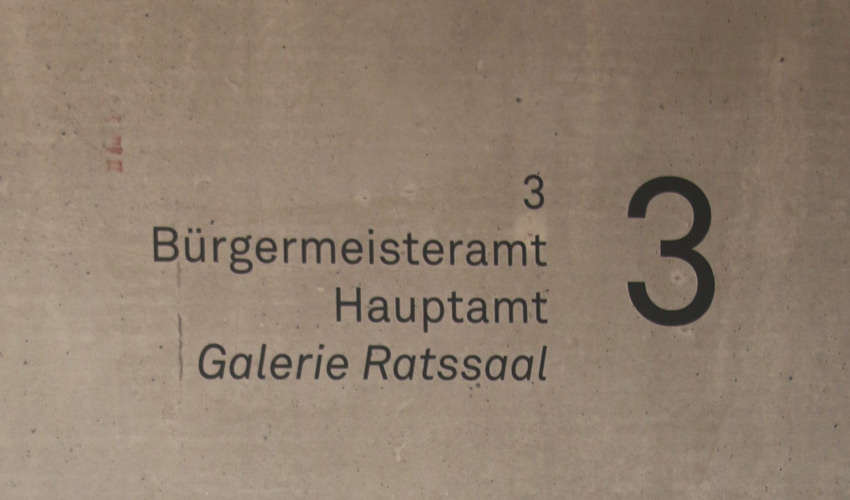 3
Bürgermeisteramt
Hauptamt
Galerie Ratssaal
3